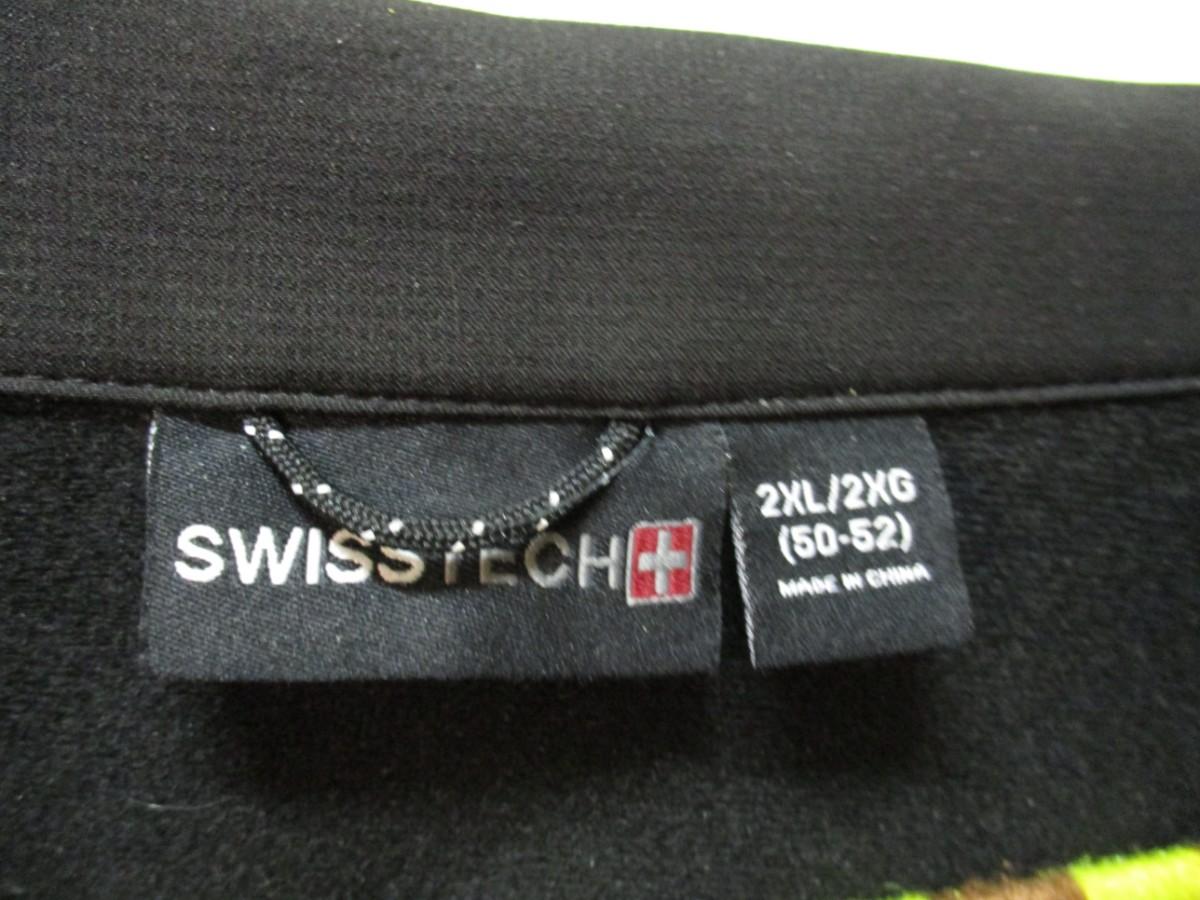 SWISSTECH
2XL/2XG
(50-52)
MADE IN CHINA